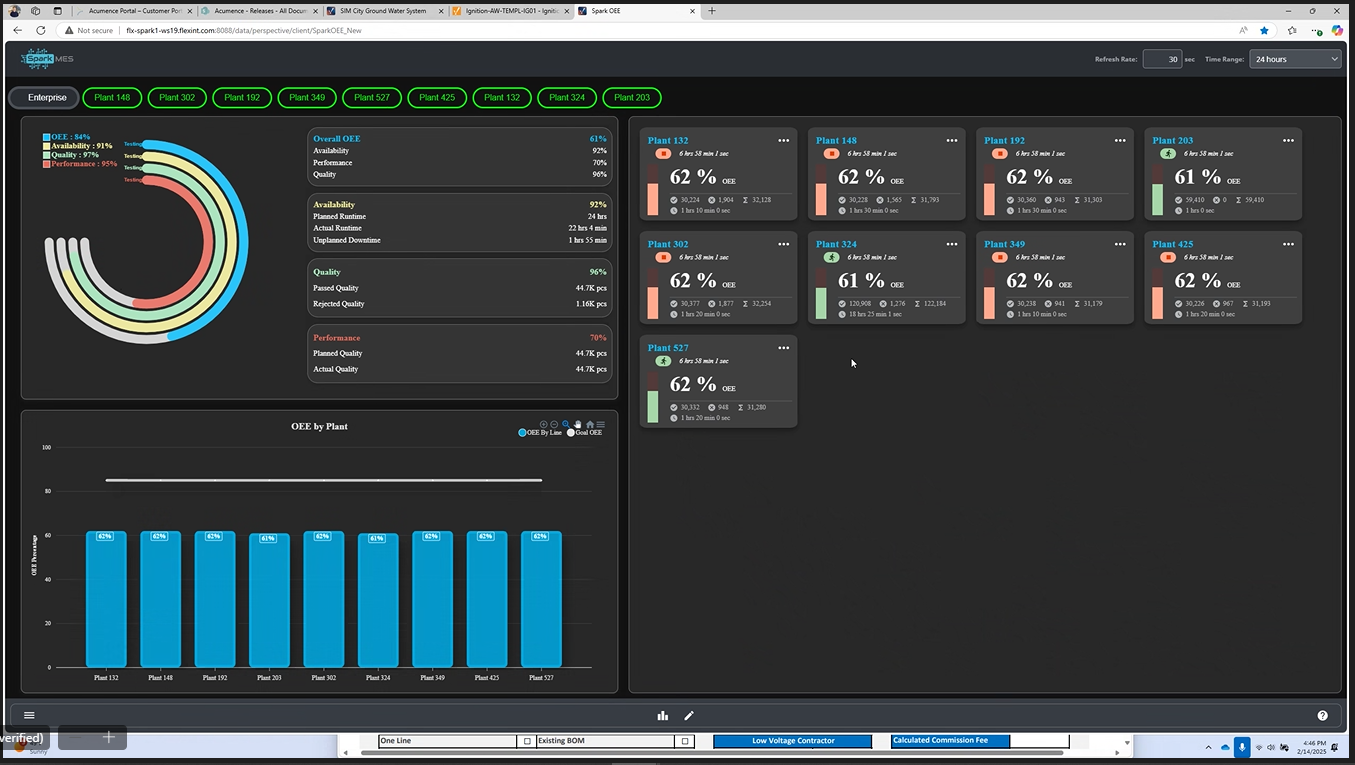 Acumence Portal – Customer Por
Acumence - Releases - All Docum
SIM City Ground Water System
Ignition-AW-TEMPL-IG01 - Igniti
Spark OEE
Not secure
flx-spark1-ws19.flexint.com:8088/data/perspective/client/SparkOEE_New
Spark MES
Refresh Rate: 30 sec Time Range: 24 hours
Enterprise Plant 148 Plant 302 Plant 192 Plant 349 Plant 527 Plant 425 Plant 132 Plant 324 Plant 203
OEE : 84%
Availability : 91%
Quality : 97%
Performance : 95%
Testing
Testing
Testing
Testing
Overall OEE 61%
Availability 92%
Performance 70%
Quality 96%
Availability 92%
Planned Runtime 24 hrs
Actual Runtime 22 hrs 4 min
Unplanned Downtime 1 hrs 55 min
Quality 96%
Passed Quality 44.7K pcs
Rejected Quality 1.16K pcs
Performance 70%
Planned Quality 44.7K pcs
Actual Quality 44.7K pcs
Plant 132
6 hrs 38 min 1 sec
62 % OEE
30,224 1,904 Σ 32,128
1 hrs 10 min 0 sec
Plant 148
6 hrs 38 min 1 sec
62 % OEE
30,228 1,565 Σ 31,793
1 hrs 30 min 0 sec
Plant 192
6 hrs 38 min 1 sec
62 % OEE
30,360 943 Σ 31,303
1 hrs 30 min 0 sec
Plant 203
6 hrs 38 min 1 sec
61 % OEE
59,410 0 Σ 59,410
1 hrs 0 sec
Plant 302
6 hrs 38 min 1 sec
62 % OEE
30,377 1,877 Σ 32,254
1 hrs 20 min 0 sec
Plant 324
6 hrs 38 min 1 sec
61 % OEE
120,908 1,276 Σ 122,184
18 hrs 25 min 1 sec
Plant 349
6 hrs 38 min 1 sec
62 % OEE
30,238 941 Σ 31,179
1 hrs 10 min 0 sec
Plant 425
6 hrs 38 min 1 sec
62 % OEE
30,226 967 Σ 31,193
1 hrs 20 min 0 sec
Plant 527
6 hrs 38 min 1 sec
62 % OEE
30,332 948 Σ 31,280
1 hrs 20 min 0 sec
OEE by Plant
OEE By Line Goal OEE
OEE Percentage
100
80
60
40
20
0
62% 62% 62% 61% 62% 61% 62% 62% 62%
Plant 132 Plant 148 Plant 192 Plant 203 Plant 302 Plant 324 Plant 349 Plant 425 Plant 527
verified)
Sunny
One Line Existing BOM Low Voltage Contractor Calculated Commission Fee
4:46 PM
2/14/2025